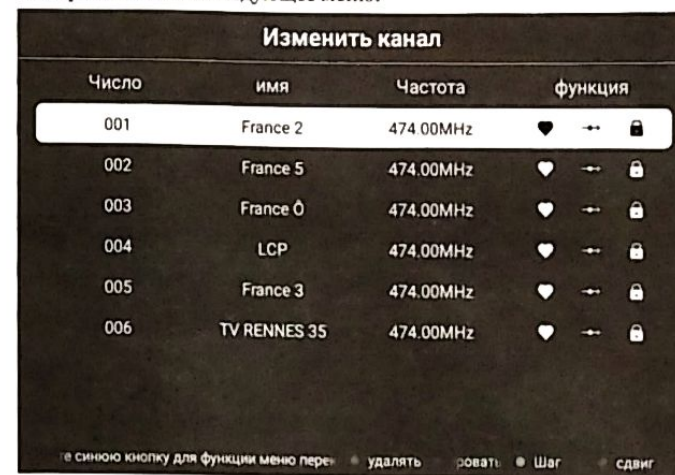 Изменить канал
Число имя Частота функция
001 France 2 474.00MHz
002 France 5 474.00MHz
003 France Ô 474.00MHz
004 LCP 474.00MHz
005 France 3 474.00MHz
006 TV RENNES 35 474.00MHz
те синюю кнопку для функции меню перек удалять ровать Шаг сдвиг